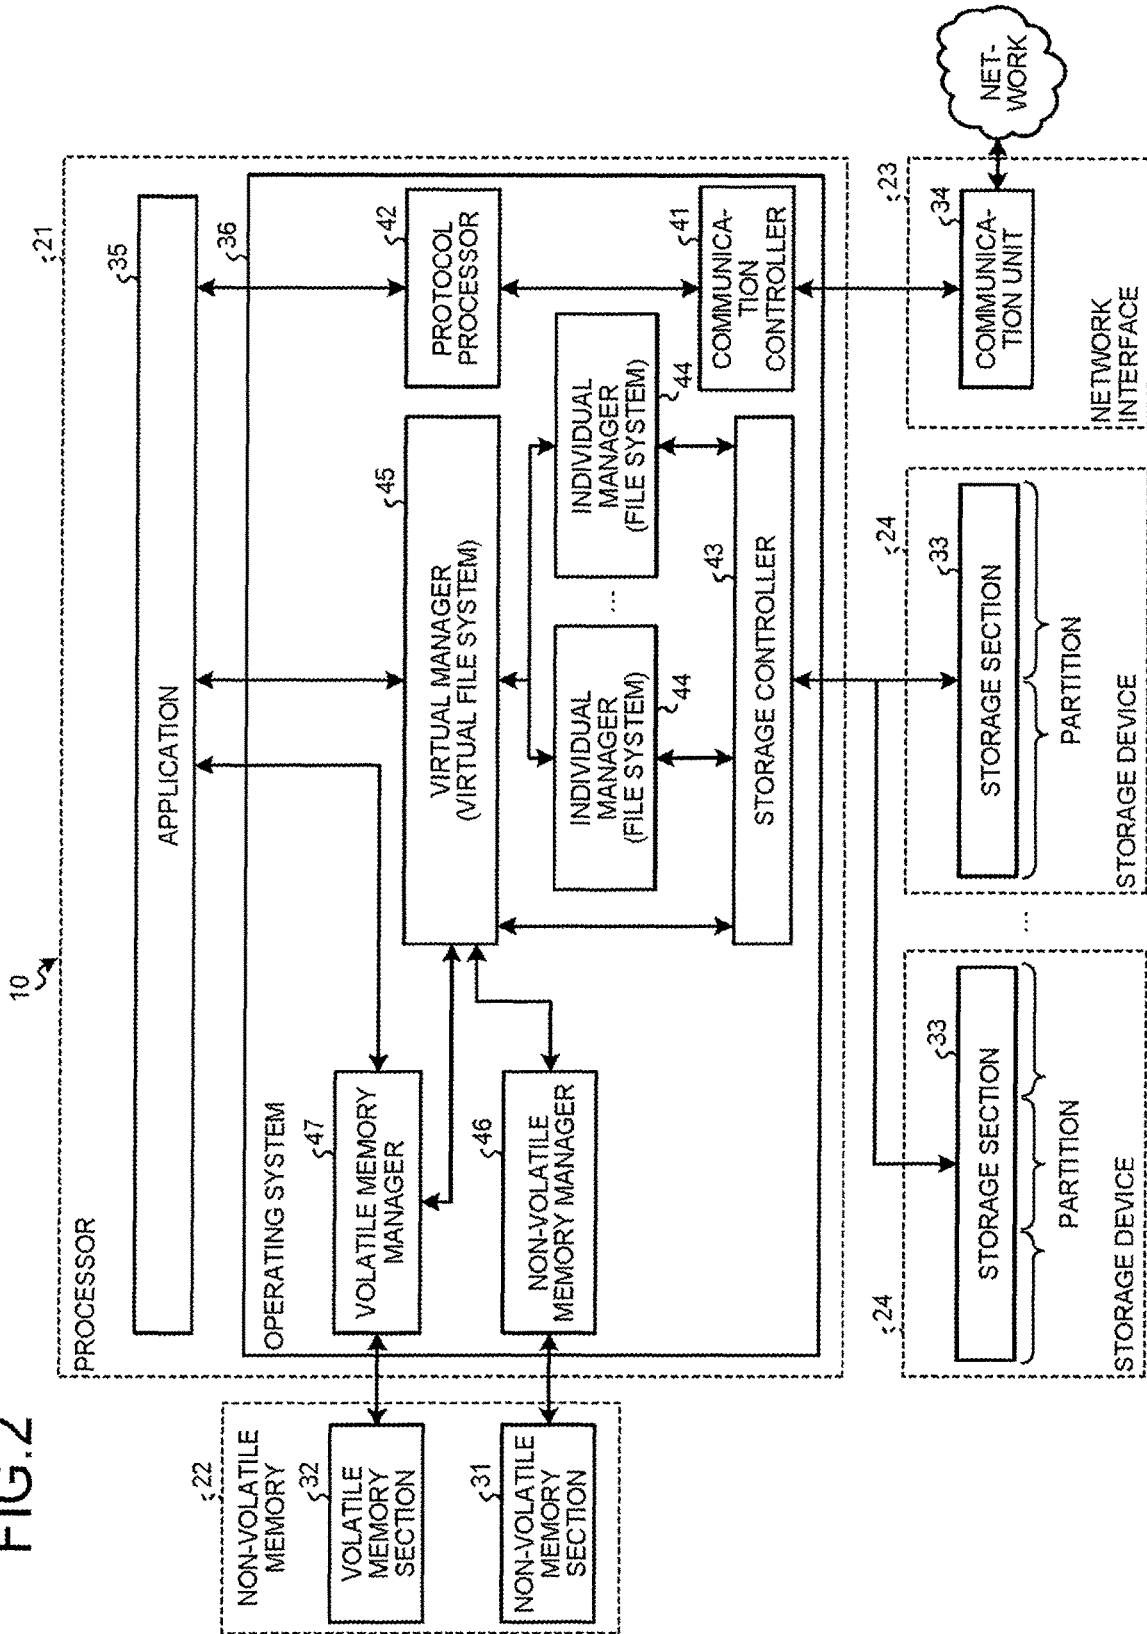 FIG.2
10
21
PROCESSOR
35
APPLICATION
36
OPERATING SYSTEM
22
NON-VOLATILE
MEMORY
32
VOLATILE
MEMORY
SECTION
31
NON-VOLATILE
MEMORY
SECTION
47
VOLATILE MEMORY
MANAGER
46
NON-VOLATILE
MEMORY MANAGER
45
VIRTUAL MANAGER
(VIRTUAL FILE SYSTEM)
42
PROTOCOL
PROCESSOR
INDIVIDUAL
MANAGER
(FILE SYSTEM)
44
...
INDIVIDUAL
MANAGER
(FILE SYSTEM)
44
43
STORAGE CONTROLLER
41
COMMUNICA-
TION
CONTROLLER
24
33
STORAGE SECTION
PARTITION
STORAGE DEVICE
...
24
33
STORAGE SECTION
PARTITION
STORAGE DEVICE
23
34
COMMUNICA-
TION UNIT
NETWORK
INTERFACE
NET-
WORK